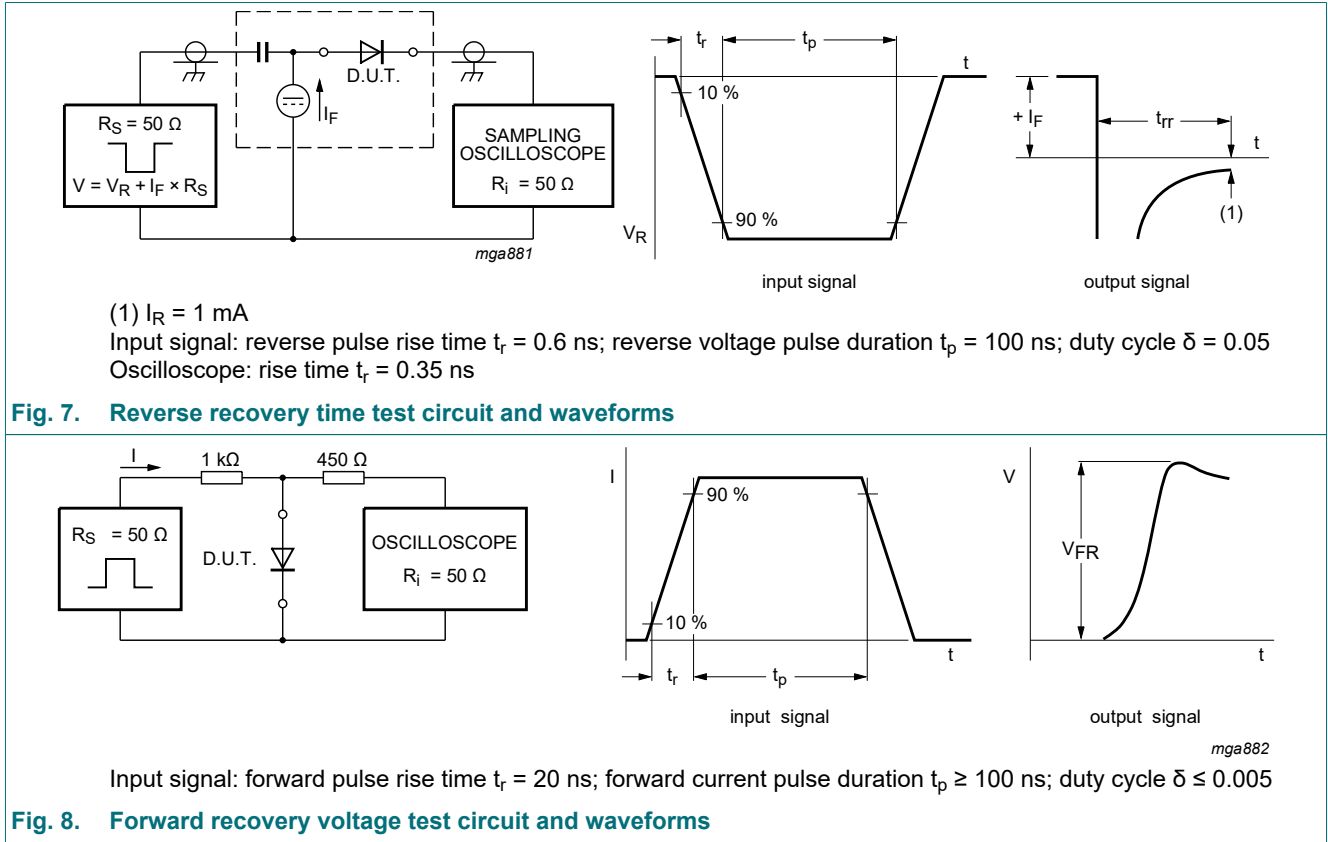 D.U.T.
I_F
R_S = 50 Ω
V = V_R + I_F × R_S
SAMPLING
OSCILLOSCOPE
R_i = 50 Ω
mga881
t_r
t_p
t
10 %
90 %
V_R
input signal
+ I_F
t_rr
t
(1)
output signal
(1) I_R = 1 mA
Input signal: reverse pulse rise time t_r = 0.6 ns; reverse voltage pulse duration t_p = 100 ns; duty cycle δ = 0.05
Oscilloscope: rise time t_r = 0.35 ns
Fig. 7. Reverse recovery time test circuit and waveforms
I
1 kΩ
450 Ω
R_S = 50 Ω
D.U.T.
OSCILLOSCOPE
R_i = 50 Ω
I
90 %
10 %
t
t_r
t_p
input signal
V
V_FR
t
output signal
mga882
Input signal: forward pulse rise time t_r = 20 ns; forward current pulse duration t_p ≥ 100 ns; duty cycle δ ≤ 0.005
Fig. 8. Forward recovery voltage test circuit and waveforms